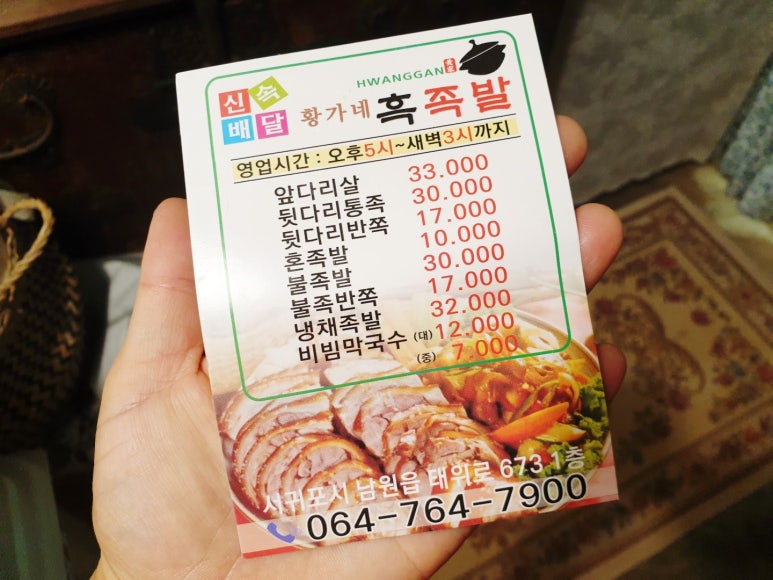 HWANGGAN
신속
배달
황가네 흑족발
영업시간 : 오후5시~새벽3시까지
앞다리살 33.000
뒷다리통족 30.000
뒷다리반쪽 17.000
혼족발 10.000
불족발 30.000
불족반쪽 17.000
냉채족발 32.000
비빔막국수 (대) 12.000
(중) 7.000
서귀포시 남원읍 태위로 673 1층
064-764-7900